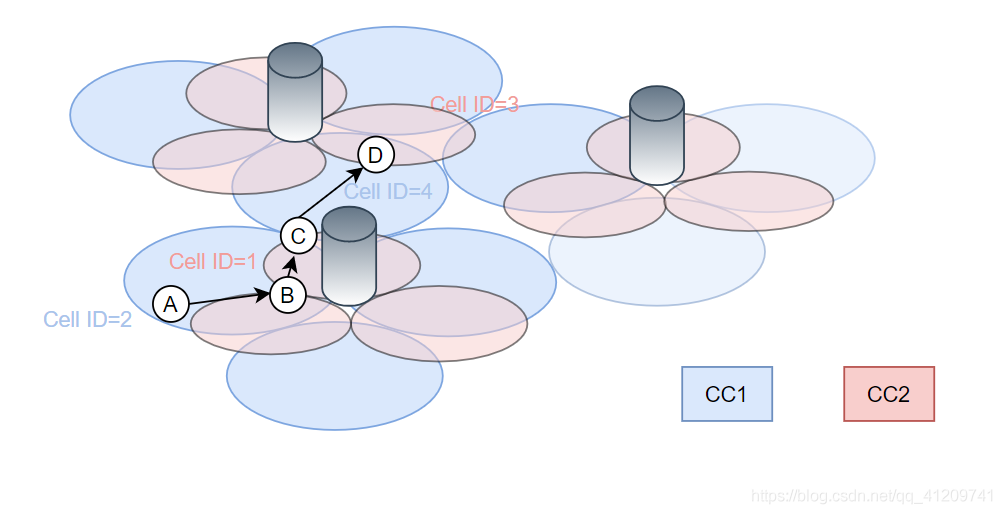 Cell ID=3
D
Cell ID=4
C
Cell ID=1
B
A
Cell ID=2
CC1
CC2
https://blog.csdn.net/qq_41209741